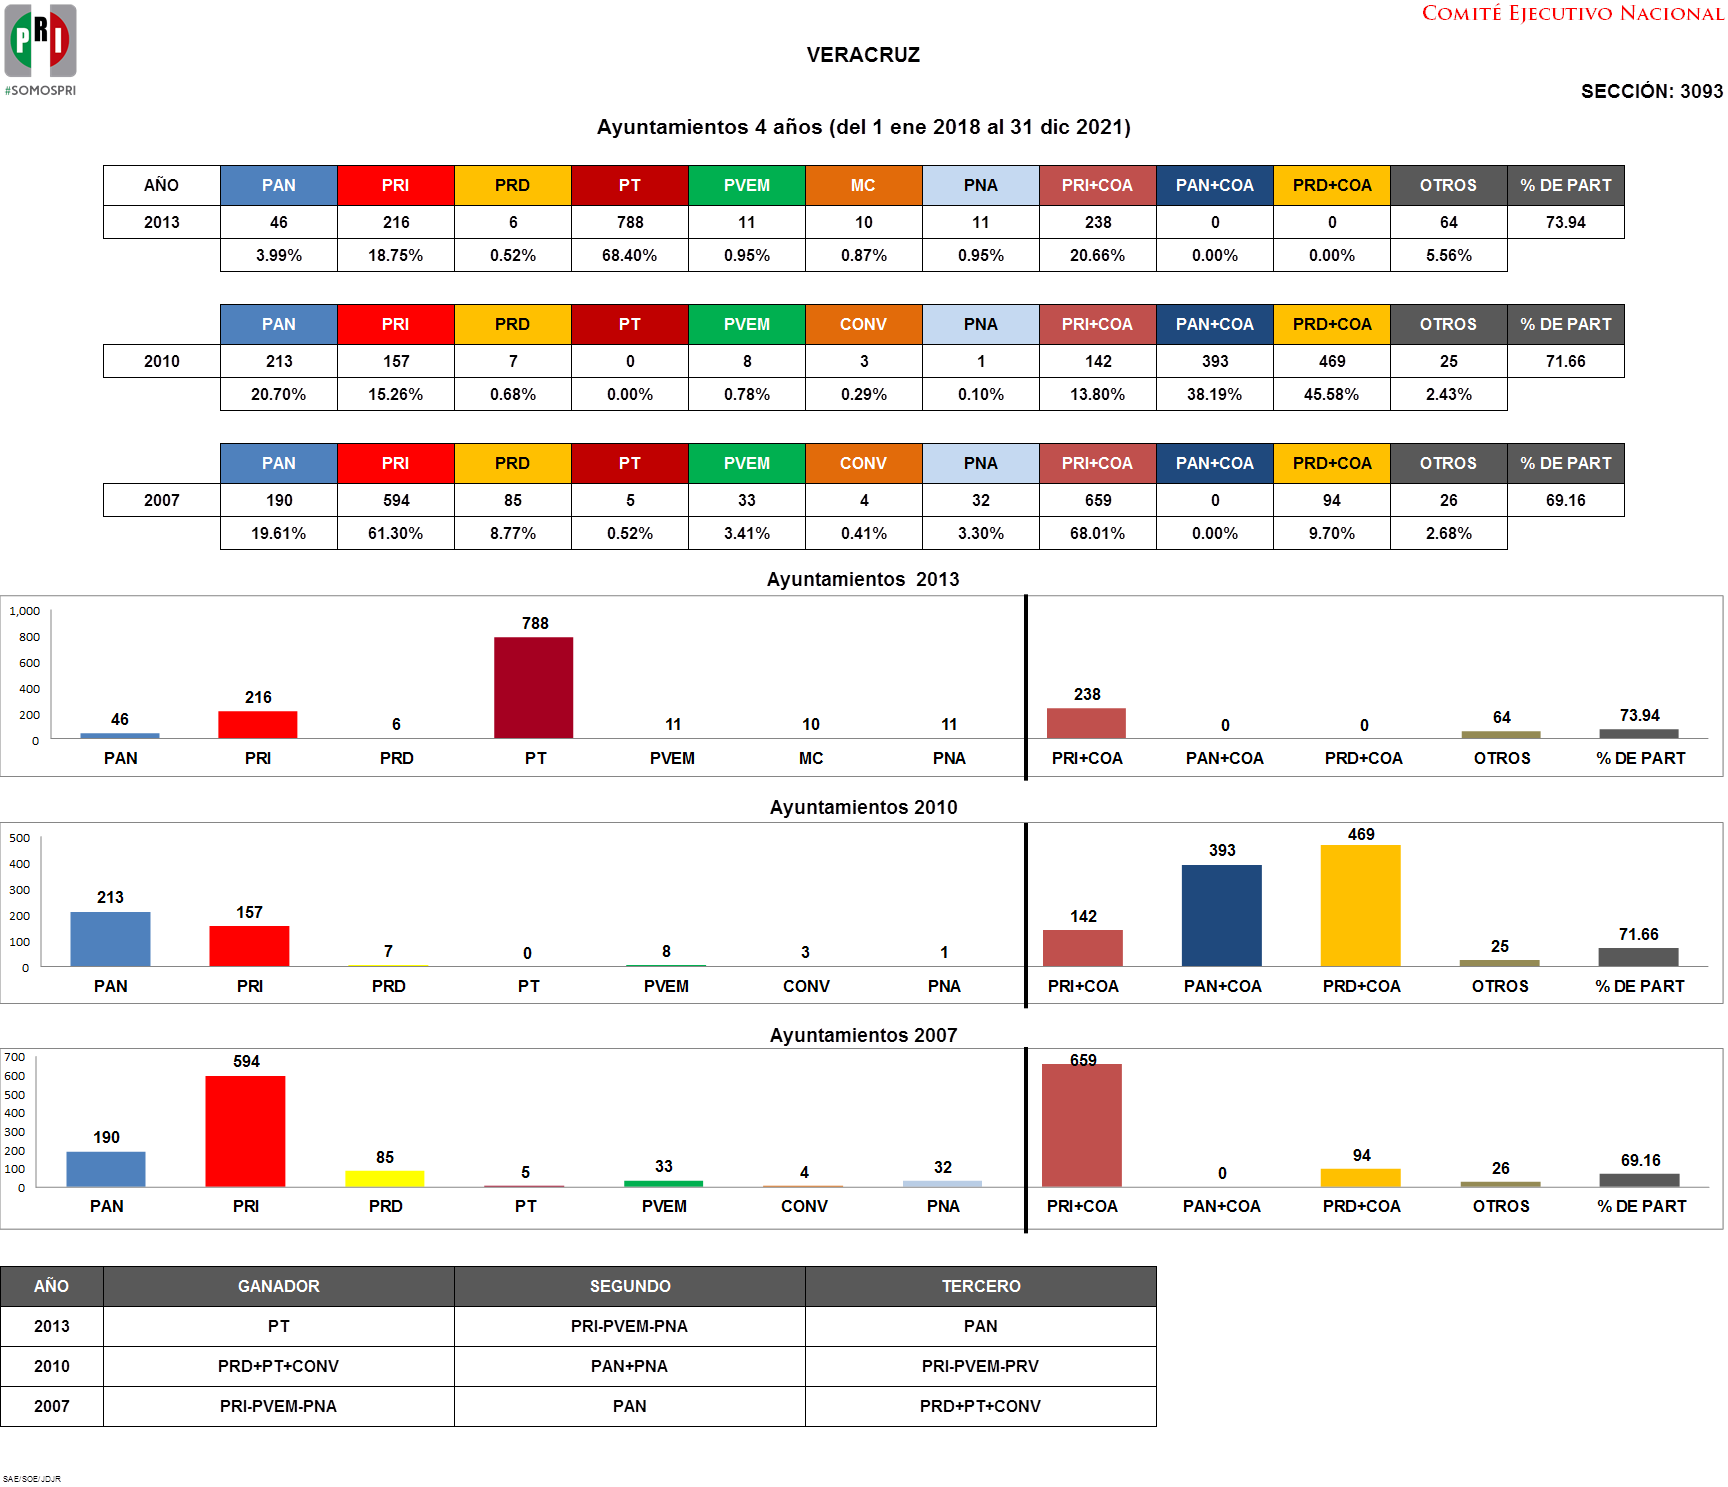 PRI
#SOMOSPRI
COMITÉ EJECUTIVO NACIONAL
VERACRUZ
SECCIÓN: 3093
Ayuntamientos 4 años (del 1 ene 2018 al 31 dic 2021)
AÑO PAN PRI PRD PT PVEM MC PNA PRI+COA PAN+COA PRD+COA OTROS % DE PART
2013 46 216 6 788 11 10 11 238 0 0 64 73.94
3.99% 18.75% 0.52% 68.40% 0.95% 0.87% 0.95% 20.66% 0.00% 0.00% 5.56%
PAN PRI PRD PT PVEM CONV PNA PRI+COA PAN+COA PRD+COA OTROS % DE PART
2010 213 157 7 0 8 3 1 142 393 469 25 71.66
20.70% 15.26% 0.68% 0.00% 0.78% 0.29% 0.10% 13.80% 38.19% 45.58% 2.43%
PAN PRI PRD PT PVEM CONV PNA PRI+COA PAN+COA PRD+COA OTROS % DE PART
2007 190 594 85 5 33 4 32 659 0 94 26 69.16
19.61% 61.30% 8.77% 0.52% 3.41% 0.41% 3.30% 68.01% 0.00% 9.70% 2.68%
Ayuntamientos 2013
1,000
800
600
400
200
0
46 216 6 788 11 10 11 238 0 0 64 73.94
PAN PRI PRD PT PVEM MC PNA PRI+COA PAN+COA PRD+COA OTROS % DE PART
Ayuntamientos 2010
500
400
300
200
100
0
213 157 7 0 8 3 1 142 393 469 25 71.66
PAN PRI PRD PT PVEM CONV PNA PRI+COA PAN+COA PRD+COA OTROS % DE PART
Ayuntamientos 2007
700
600
500
400
300
200
100
0
190 594 85 5 33 4 32 659 0 94 26 69.16
PAN PRI PRD PT PVEM CONV PNA PRI+COA PAN+COA PRD+COA OTROS % DE PART
AÑO GANADOR SEGUNDO TERCERO
2013 PT PRI-PVEM-PNA PAN
2010 PRD+PT+CONV PAN+PNA PRI-PVEM-PRV
2007 PRI-PVEM-PNA PAN PRD+PT+CONV
SAE/SOE/JDJR